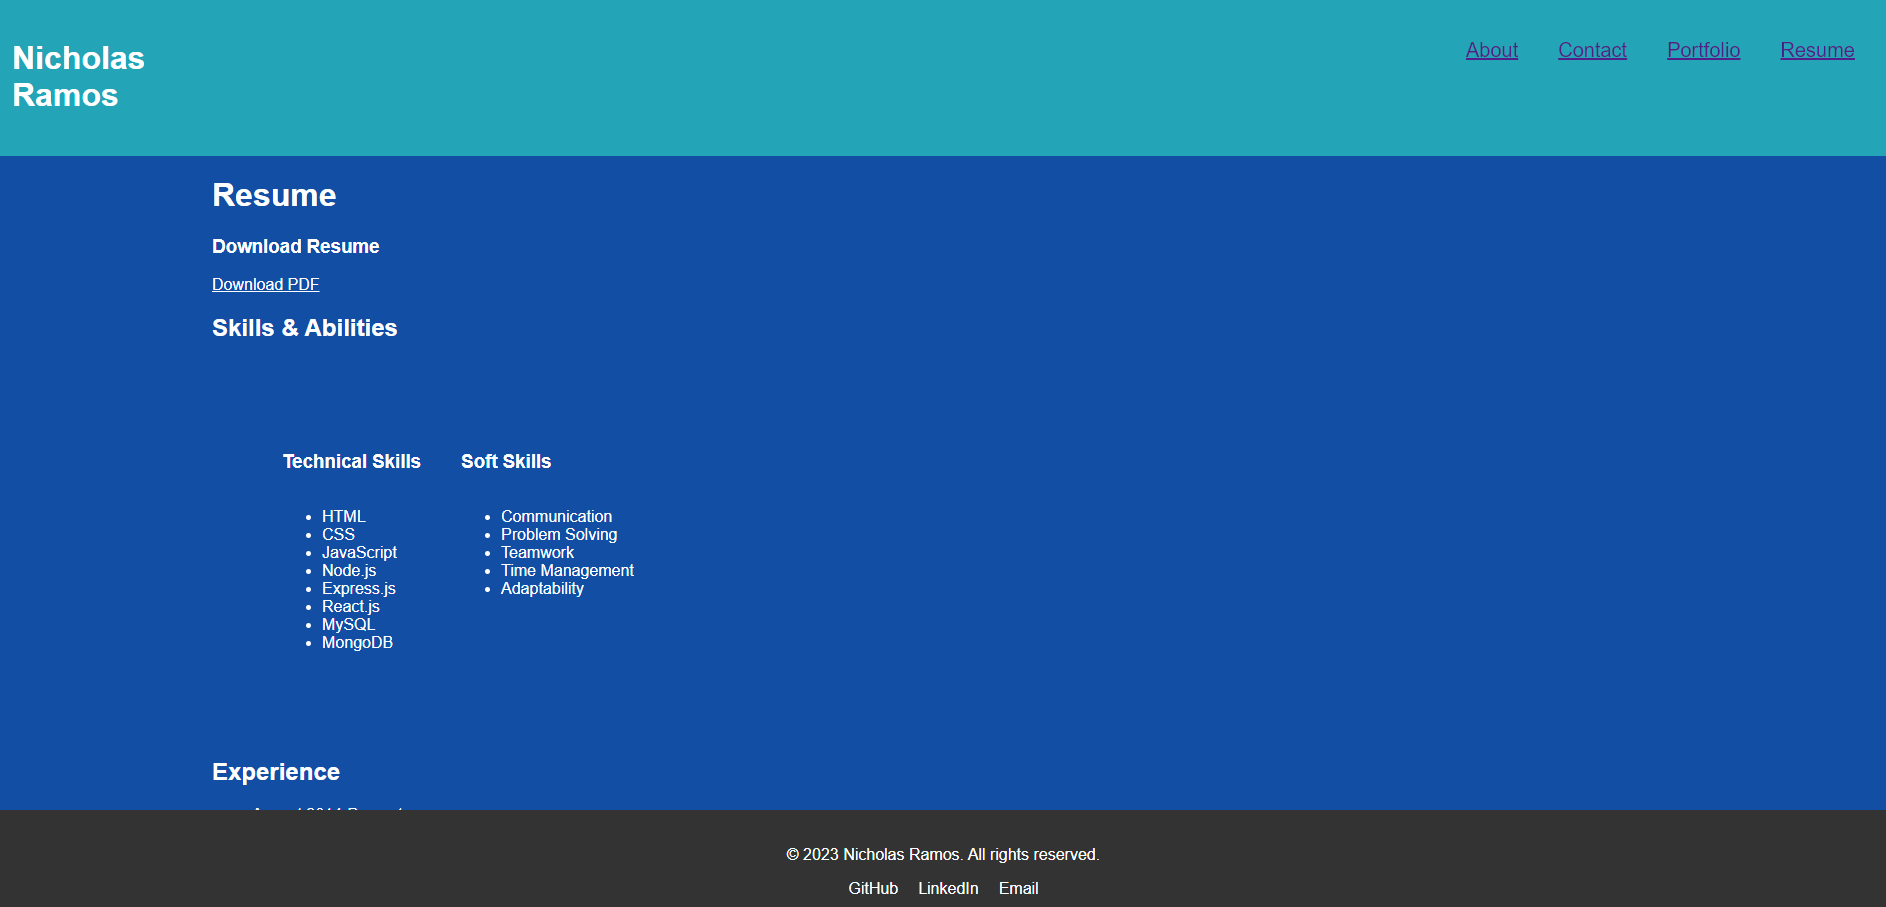 Nicholas
Ramos
About Contact Portfolio Resume
Resume
Download Resume
Download PDF
Skills & Abilities
Technical Skills
HTML
CSS
JavaScript
Node.js
Express.js
React.js
MySQL
MongoDB
Soft Skills
Communication
Problem Solving
Teamwork
Time Management
Adaptability
Experience
© 2023 Nicholas Ramos. All rights reserved.
GitHub LinkedIn Email